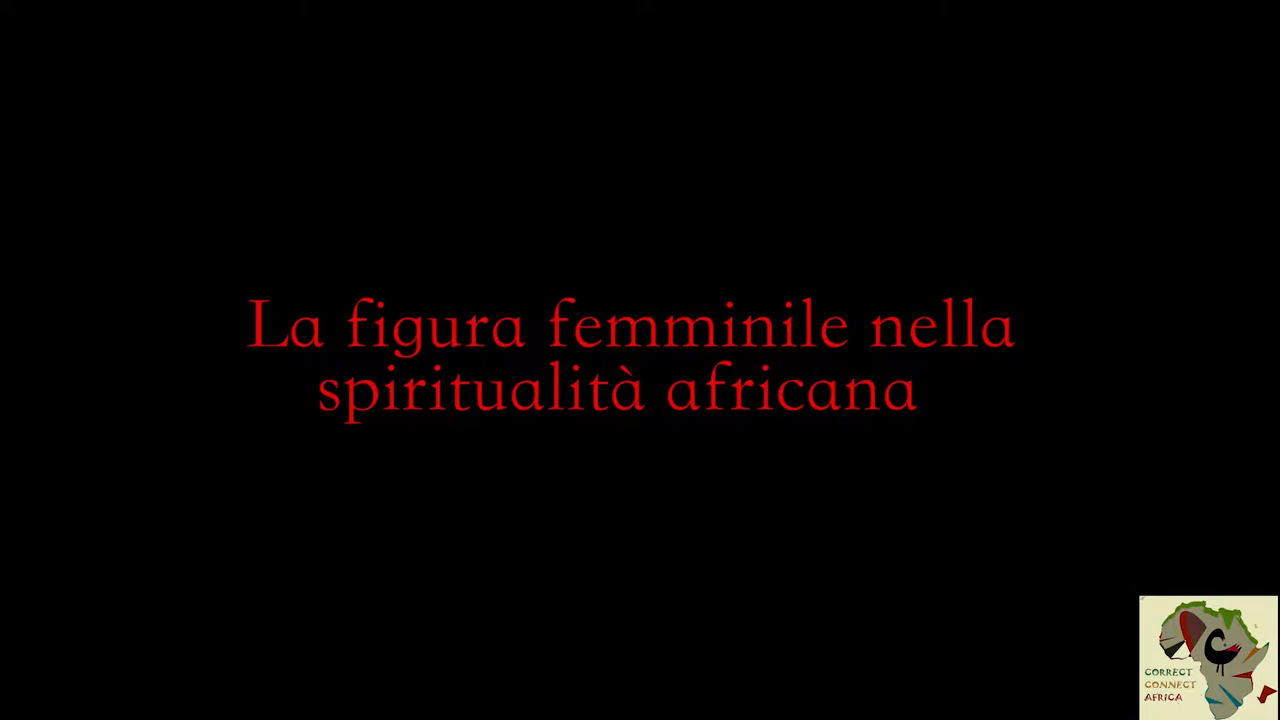 La figura femminile nella
spiritualità africana
CORRECT
CONNECT
AFRICA